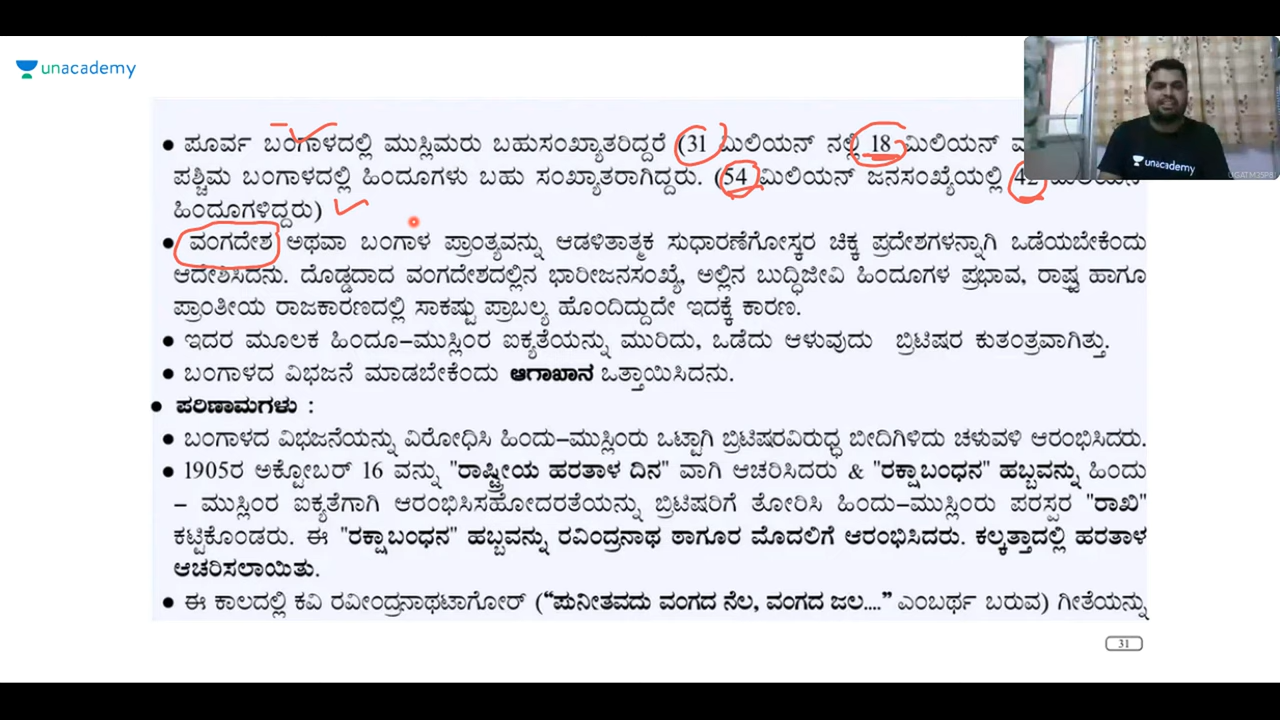 unacademy
• ಪೂರ್ವ ಬಂಗಾಳದಲ್ಲಿ ಮುಸ್ಲಿಮರು ಬಹುಸಂಖ್ಯಾತರಿದ್ದರೆ (31 ಮಿಲಿಯನ್ ನಲ್ಲಿ 18 ಮಿಲಿಯನ್
ಪಶ್ಚಿಮ ಬಂಗಾಳದಲ್ಲಿ ಹಿಂದೂಗಳು ಬಹು ಸಂಖ್ಯಾತರಾಗಿದ್ದರು. (54 ಮಿಲಿಯನ್ ಜನಸಂಖ್ಯೆಯಲ್ಲಿ 42 ಮಿಲಿಯನ
ಹಿಂದೂಗಳಿದ್ದರು)
• ವಂಗದೇಶ ಅಥವಾ ಬಂಗಾಳ ಪ್ರಾಂತ್ಯವನ್ನು ಆಡಳಿತಾತ್ಮಕ ಸುಧಾರಣೆಗೋಸ್ಕರ ಚಿಕ್ಕ ಪ್ರದೇಶಗಳನ್ನಾಗಿ ಒಡೆಯಬೇಕೆಂದು
ಆದೇಶಿಸಿದನು. ದೊಡ್ಡದಾದ ವಂಗದೇಶದಲ್ಲಿನ ಭಾರೀಜನಸಂಖ್ಯೆ, ಅಲ್ಲಿನ ಬುದ್ಧಿಜೀವಿ ಹಿಂದೂಗಳ ಪ್ರಭಾವ, ರಾಷ್ಟ್ರ ಹಾಗೂ
ಪ್ರಾಂತೀಯ ರಾಜಕಾರಣದಲ್ಲಿ ಸಾಕಷ್ಟು ಪ್ರಾಬಲ್ಯ ಹೊಂದಿದ್ದುದೇ ಇದಕ್ಕೆ ಕಾರಣ.
• ಇದರ ಮೂಲಕ ಹಿಂದೂ-ಮುಸ್ಲಿಂರ ಐಕ್ಯತೆಯನ್ನು ಮುರಿದು, ಒಡೆದು ಆಳುವುದು ಬ್ರಿಟಿಷರ ಕುತಂತ್ರವಾಗಿತ್ತು.
• ಬಂಗಾಳದ ವಿಭಜನೆ ಮಾಡಬೇಕೆಂದು ಆಗಾಖಾನ ಒತ್ತಾಯಿಸಿದನು.
• ಪರಿಣಾಮಗಳು :
• ಬಂಗಾಳದ ವಿಭಜನೆಯನ್ನು ವಿರೋಧಿಸಿ ಹಿಂದು-ಮುಸ್ಲಿಂರು ಒಟ್ಟಾಗಿ ಬ್ರಿಟಿಷರವಿರುಧ್ಧ ಬೀದಿಗಿಳಿದು ಚಳುವಳಿ ಆರಂಭಿಸಿದರು.
• 1905ರ ಅಕ್ಟೋಬರ್ 16 ವನ್ನು "ರಾಷ್ಟ್ರೀಯ ಹರತಾಳ ದಿನ" ವಾಗಿ ಆಚರಿಸಿದರು & "ರಕ್ಷಾಬಂಧನ" ಹಬ್ಬವನ್ನು ಹಿಂದು
- ಮುಸ್ಲಿಂರ ಐಕ್ಯತೆಗಾಗಿ ಆರಂಭಿಸಿಸಹೋದರತೆಯನ್ನು ಬ್ರಿಟಿಷರಿಗೆ ತೋರಿಸಿ ಹಿಂದು-ಮುಸ್ಲಿಂರು ಪರಸ್ಪರ "ರಾಖಿ"
ಕಟ್ಟಿಕೊಂಡರು. ಈ "ರಕ್ಷಾಬಂಧನ" ಹಬ್ಬವನ್ನು ರವಿಂದ್ರನಾಥ ಠಾಗೂರ ಮೊದಲಿಗೆ ಆರಂಭಿಸಿದರು. ಕಲ್ಕತ್ತಾದಲ್ಲಿ ಹರತಾಳ
ಆಚರಿಸಲಾಯಿತು.
• ಈ ಕಾಲದಲ್ಲಿ ಕವಿ ರವೀಂದ್ರನಾಥಟಾಗೋರ್ (“ಪುನೀತವದು ವಂಗದ ನೆಲ, ವಂಗದ ಜಲ....” ಎಂಬರ್ಥ ಬರುವ) ಗೀತೆಯನ್ನು
31
unacademy